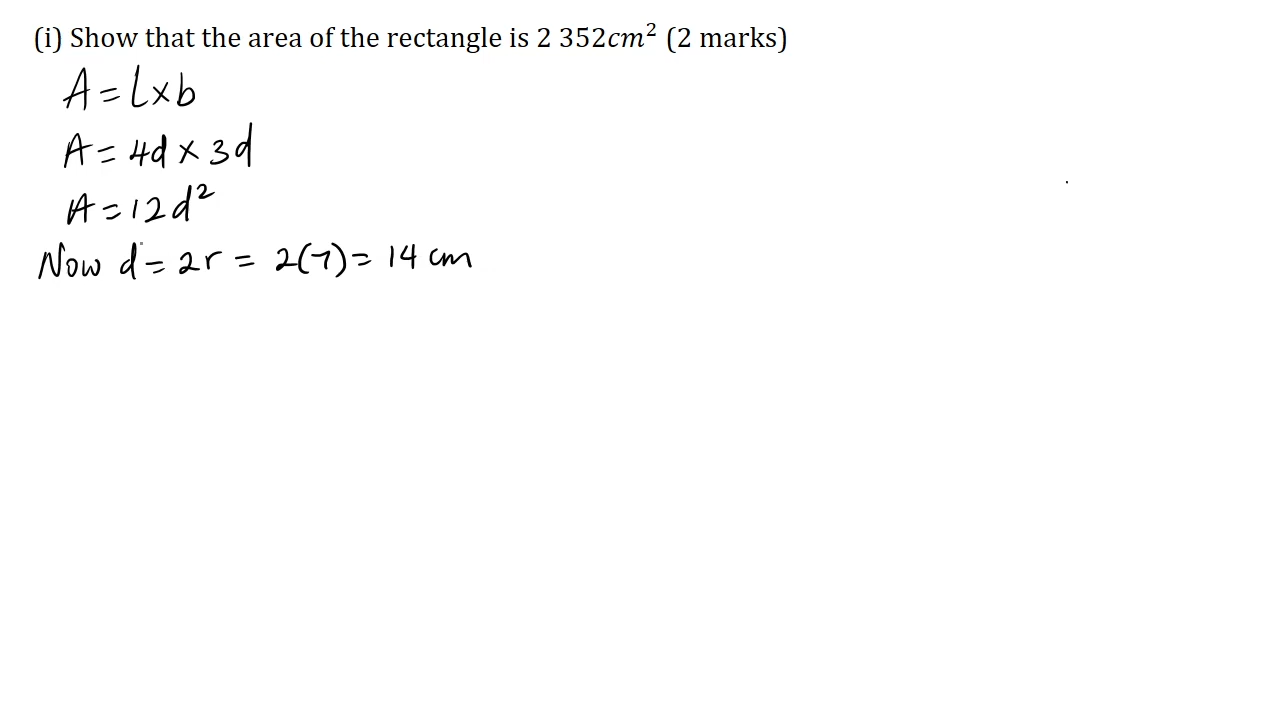 (i) Show that the area of the rectangle is 2 352cm² (2 marks)
A = l × b
A = 4d × 3d
A = 12d²
Now d = 2r = 2(7) = 14 cm